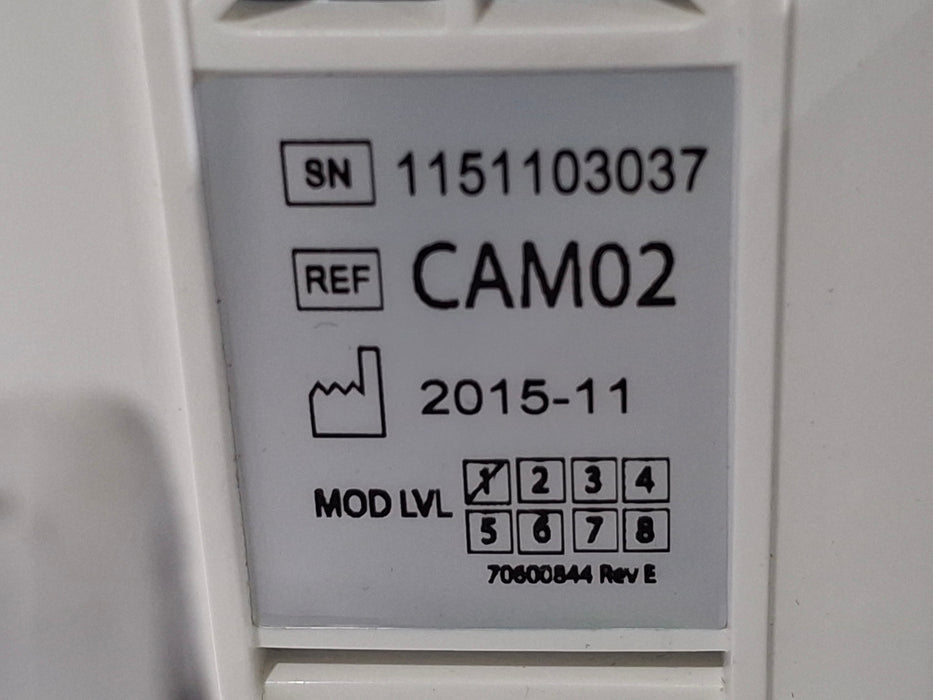 SN 1151103037
REF CAM02
2015-11
MOD LVL 1 2 3 4
5 6 7 8
70600844 Rev E